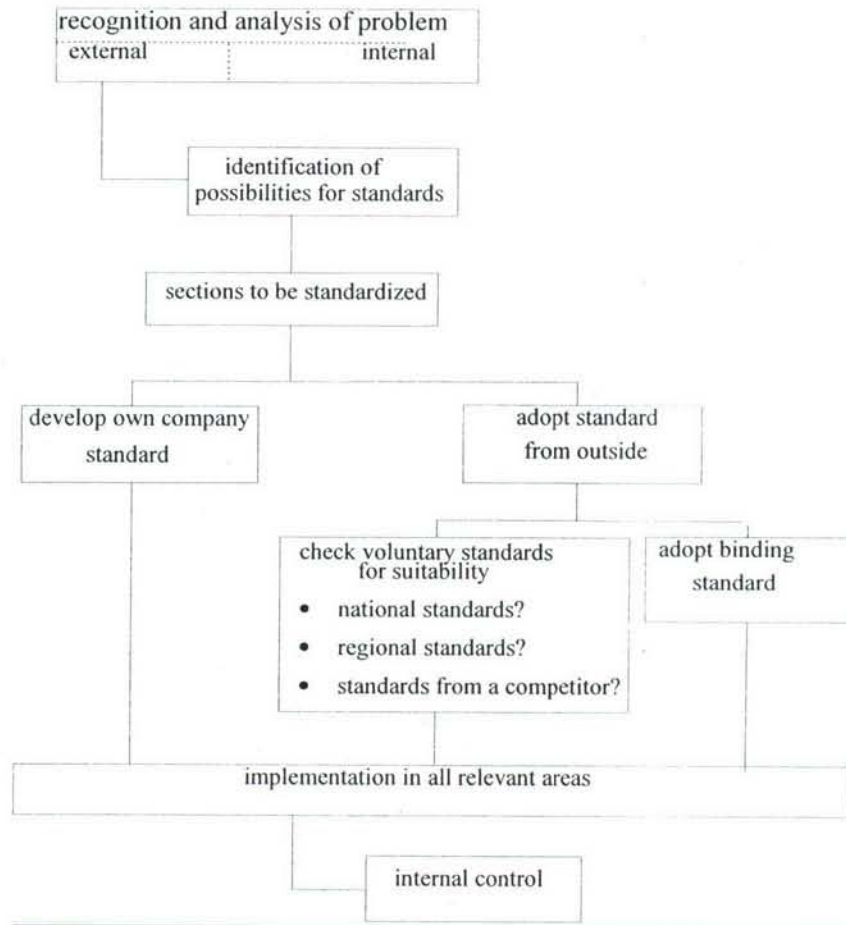 recognition and analysis of problem
external internal
identification of
possibilities for standards
sections to be standardized
develop own company
standard
adopt standard
from outside
check voluntary standards
for suitability
• national standards?
• regional standards?
• standards from a competitor?
adopt binding
standard
implementation in all relevant areas
internal control